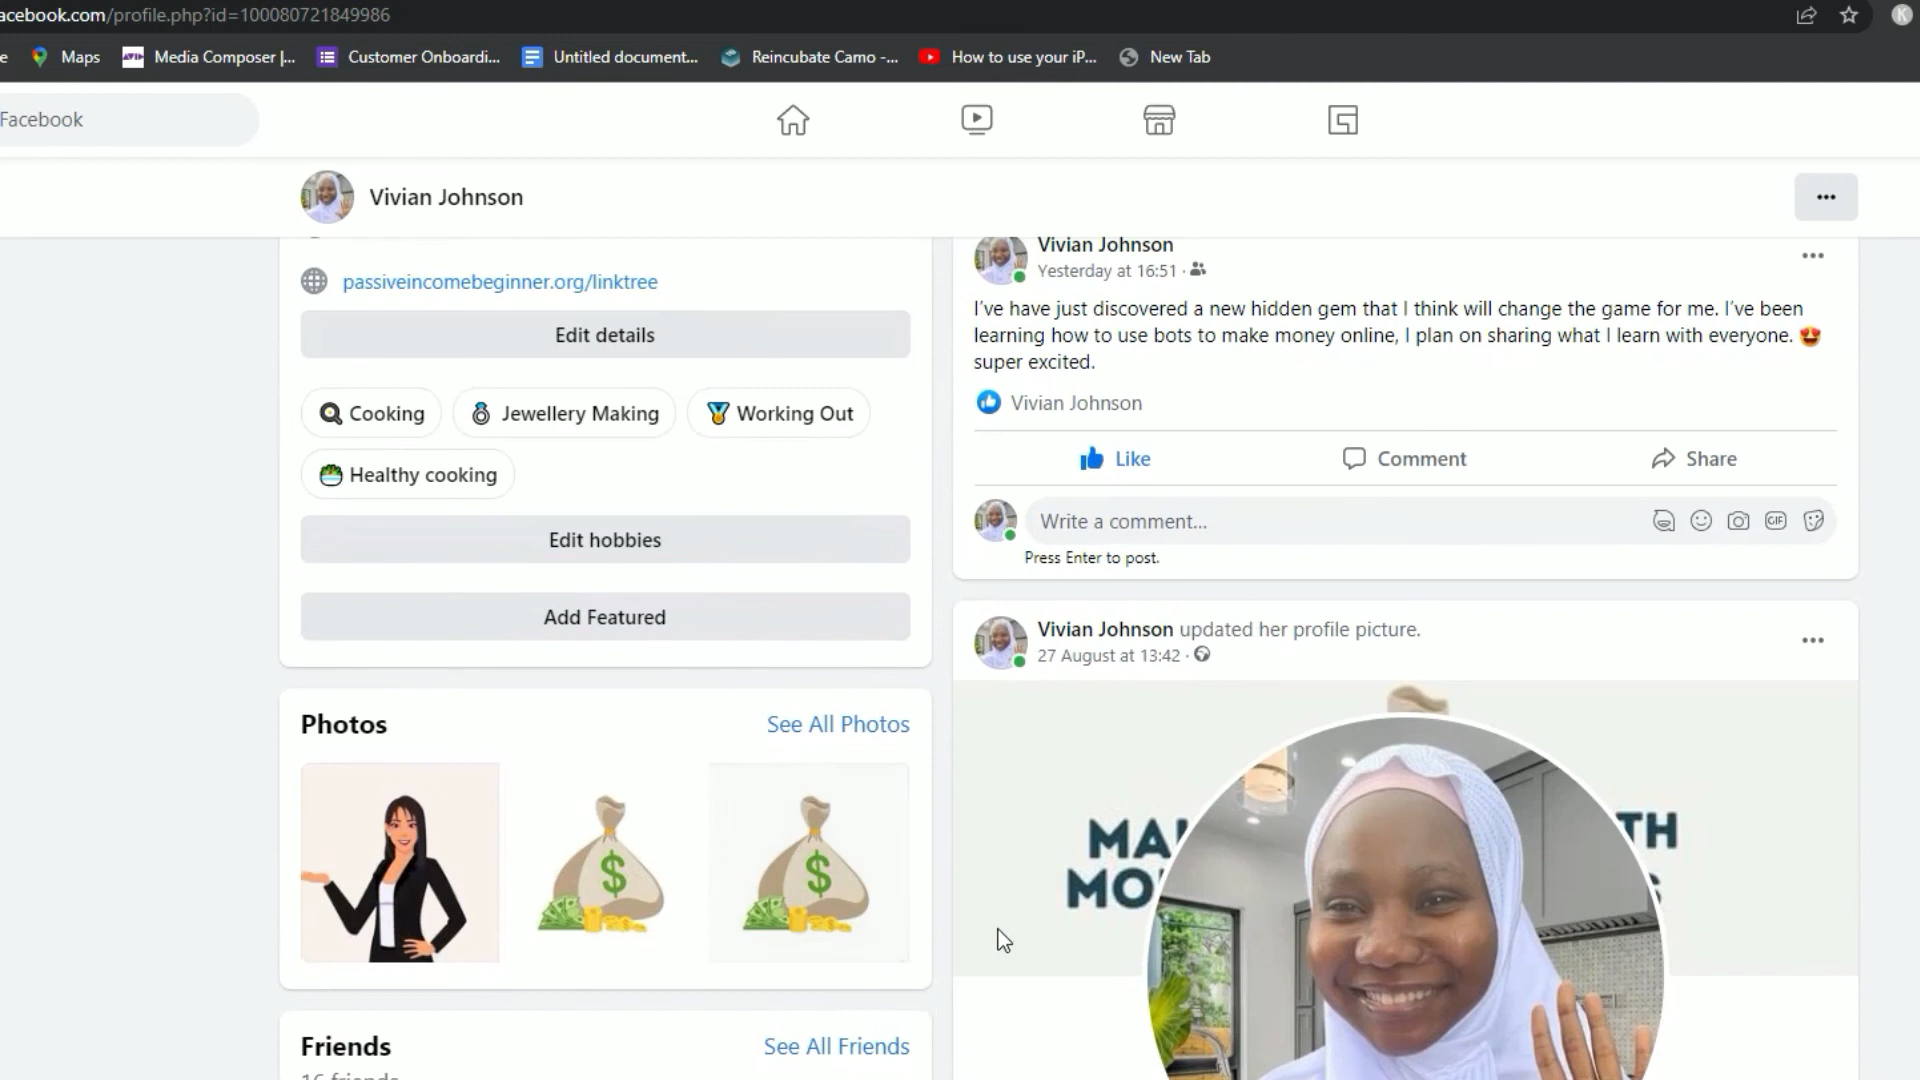 acebook.com/profile.php?id=100080721849986
K
e Maps Media Composer |... Customer Onboardi... Untitled document... Reincubate Camo -... How to use your iP... New Tab
Facebook
Vivian Johnson
passiveincomebeginner.org/linktree
Edit details
Cooking
Jewellery Making
Working Out
Healthy cooking
Edit hobbies
Add Featured
Photos
See All Photos
$
$
Friends
See All Friends
16 friends
Vivian Johnson
Yesterday at 16:51 ·
I've have just discovered a new hidden gem that I think will change the game for me. I've been
learning how to use bots to make money online, I plan on sharing what I learn with everyone.
super excited.
Vivian Johnson
Like
Comment
Share
Write a comment...
GIF
Press Enter to post.
Vivian Johnson updated her profile picture.
27 August at 13:42 ·
MA TH
MO